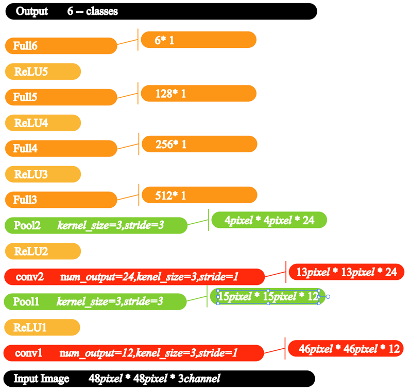 Output 6 -- classes
Full6 6* 1
ReLU5
Full5 128* 1
ReLU4
Full4 256* 1
ReLU3
Full3 512* 1
Pool2 kernel_size=3,stride=3 4pixel * 4pixel * 24
ReLU2
conv2 num_output=24,kenel_size=3,stride=1 13pixel * 13pixel * 24
Pool1 kernel_size=3,stride=3 15pixel * 15pixel * 12
ReLU1
conv1 num_output=12,kenel_size=3,stride=1 46pixel * 46pixel * 12
Input Image 48pixel * 48pixel * 3channel